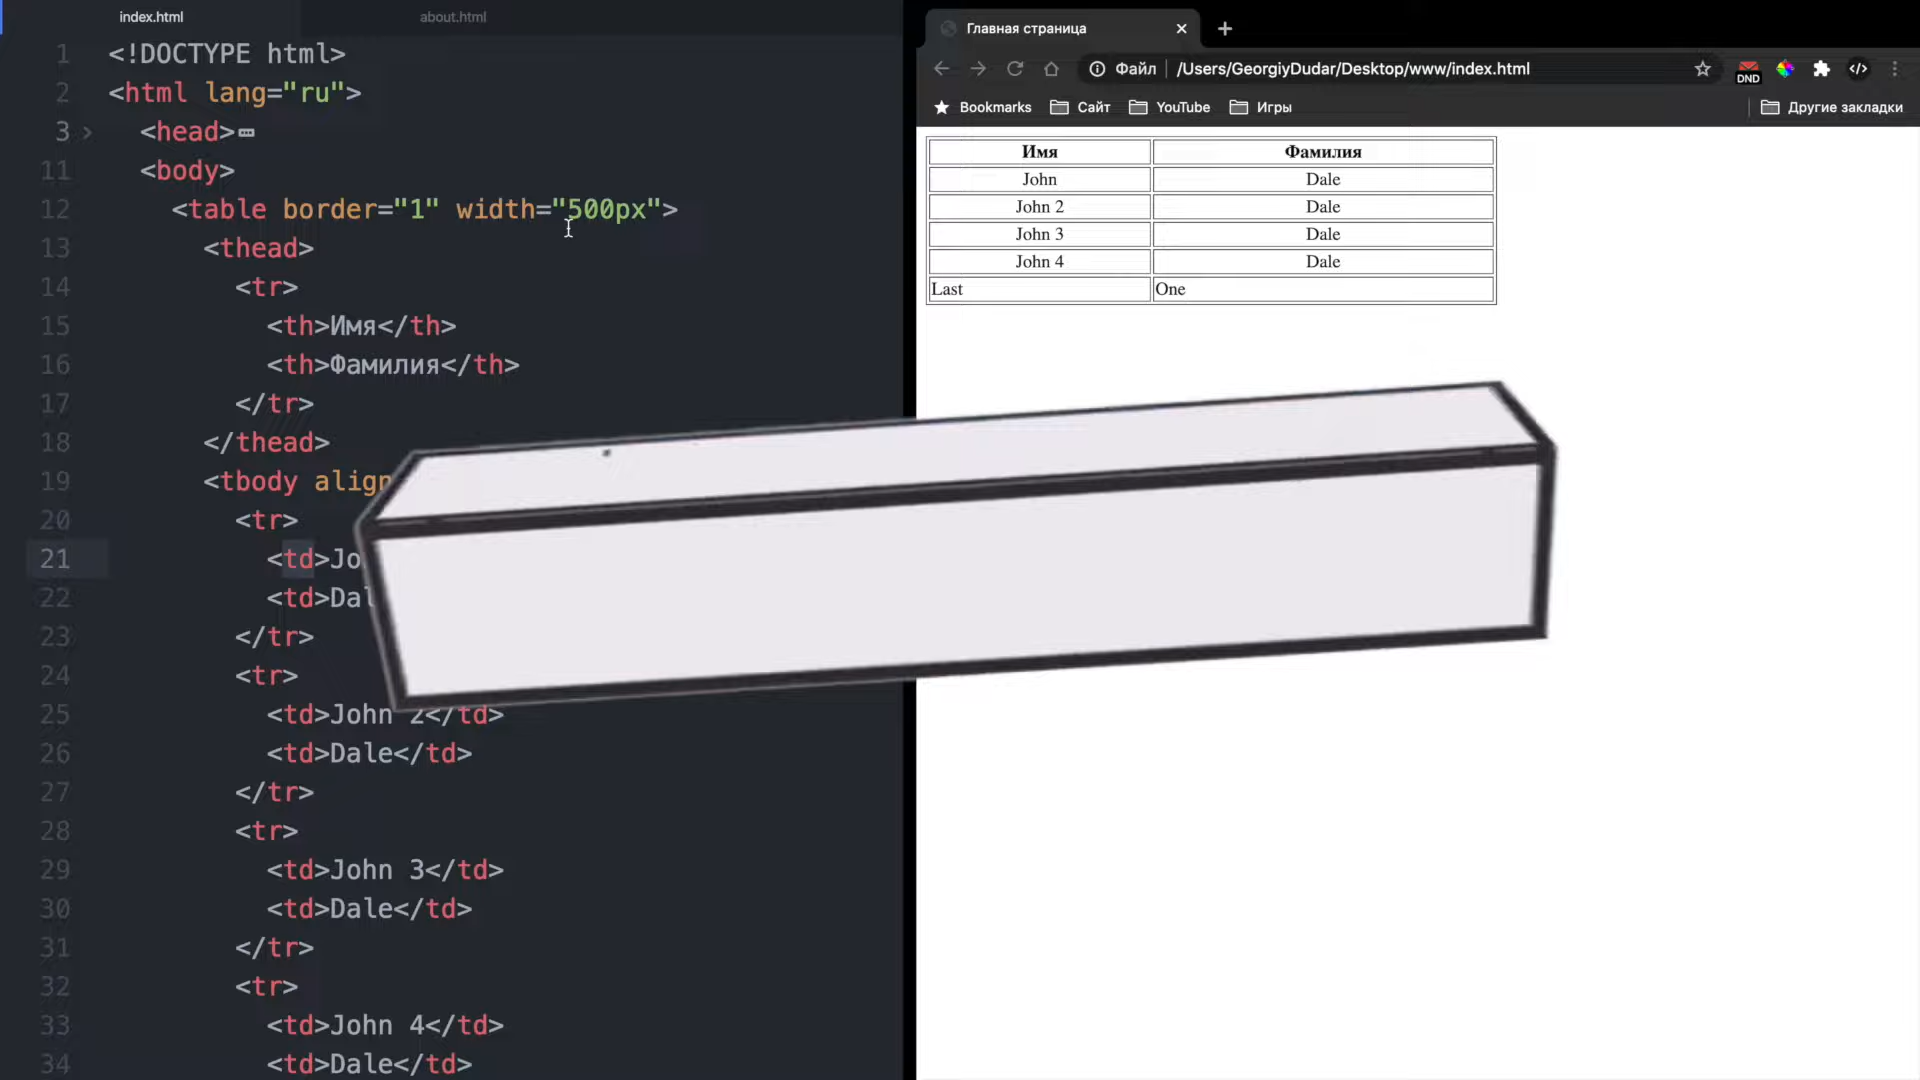 index.html
about.html
1 <!DOCTYPE html>
2 <html lang="ru">
3 <head>
11 <body>
12 <table border="1" width="500px">
13 <thead>
14 <tr>
15 <th>Имя</th>
16 <th>Фамилия</th>
17 </tr>
18 </thead>
19 <tbody align
20 <tr>
21 <td>Jo
22 <td>Dal
23 </tr>
24 <tr>
25 <td>John 2</td>
26 <td>Dale</td>
27 </tr>
28 <tr>
29 <td>John 3</td>
30 <td>Dale</td>
31 </tr>
32 <tr>
33 <td>John 4</td>
34 <td>Dale</td>
Главная страница
Файл /Users/GeorgiyDudar/Desktop/www/index.html
DND
Bookmarks Сайт YouTube Игры Другие закладки
Имя Фамилия
John Dale
John 2 Dale
John 3 Dale
John 4 Dale
Last One